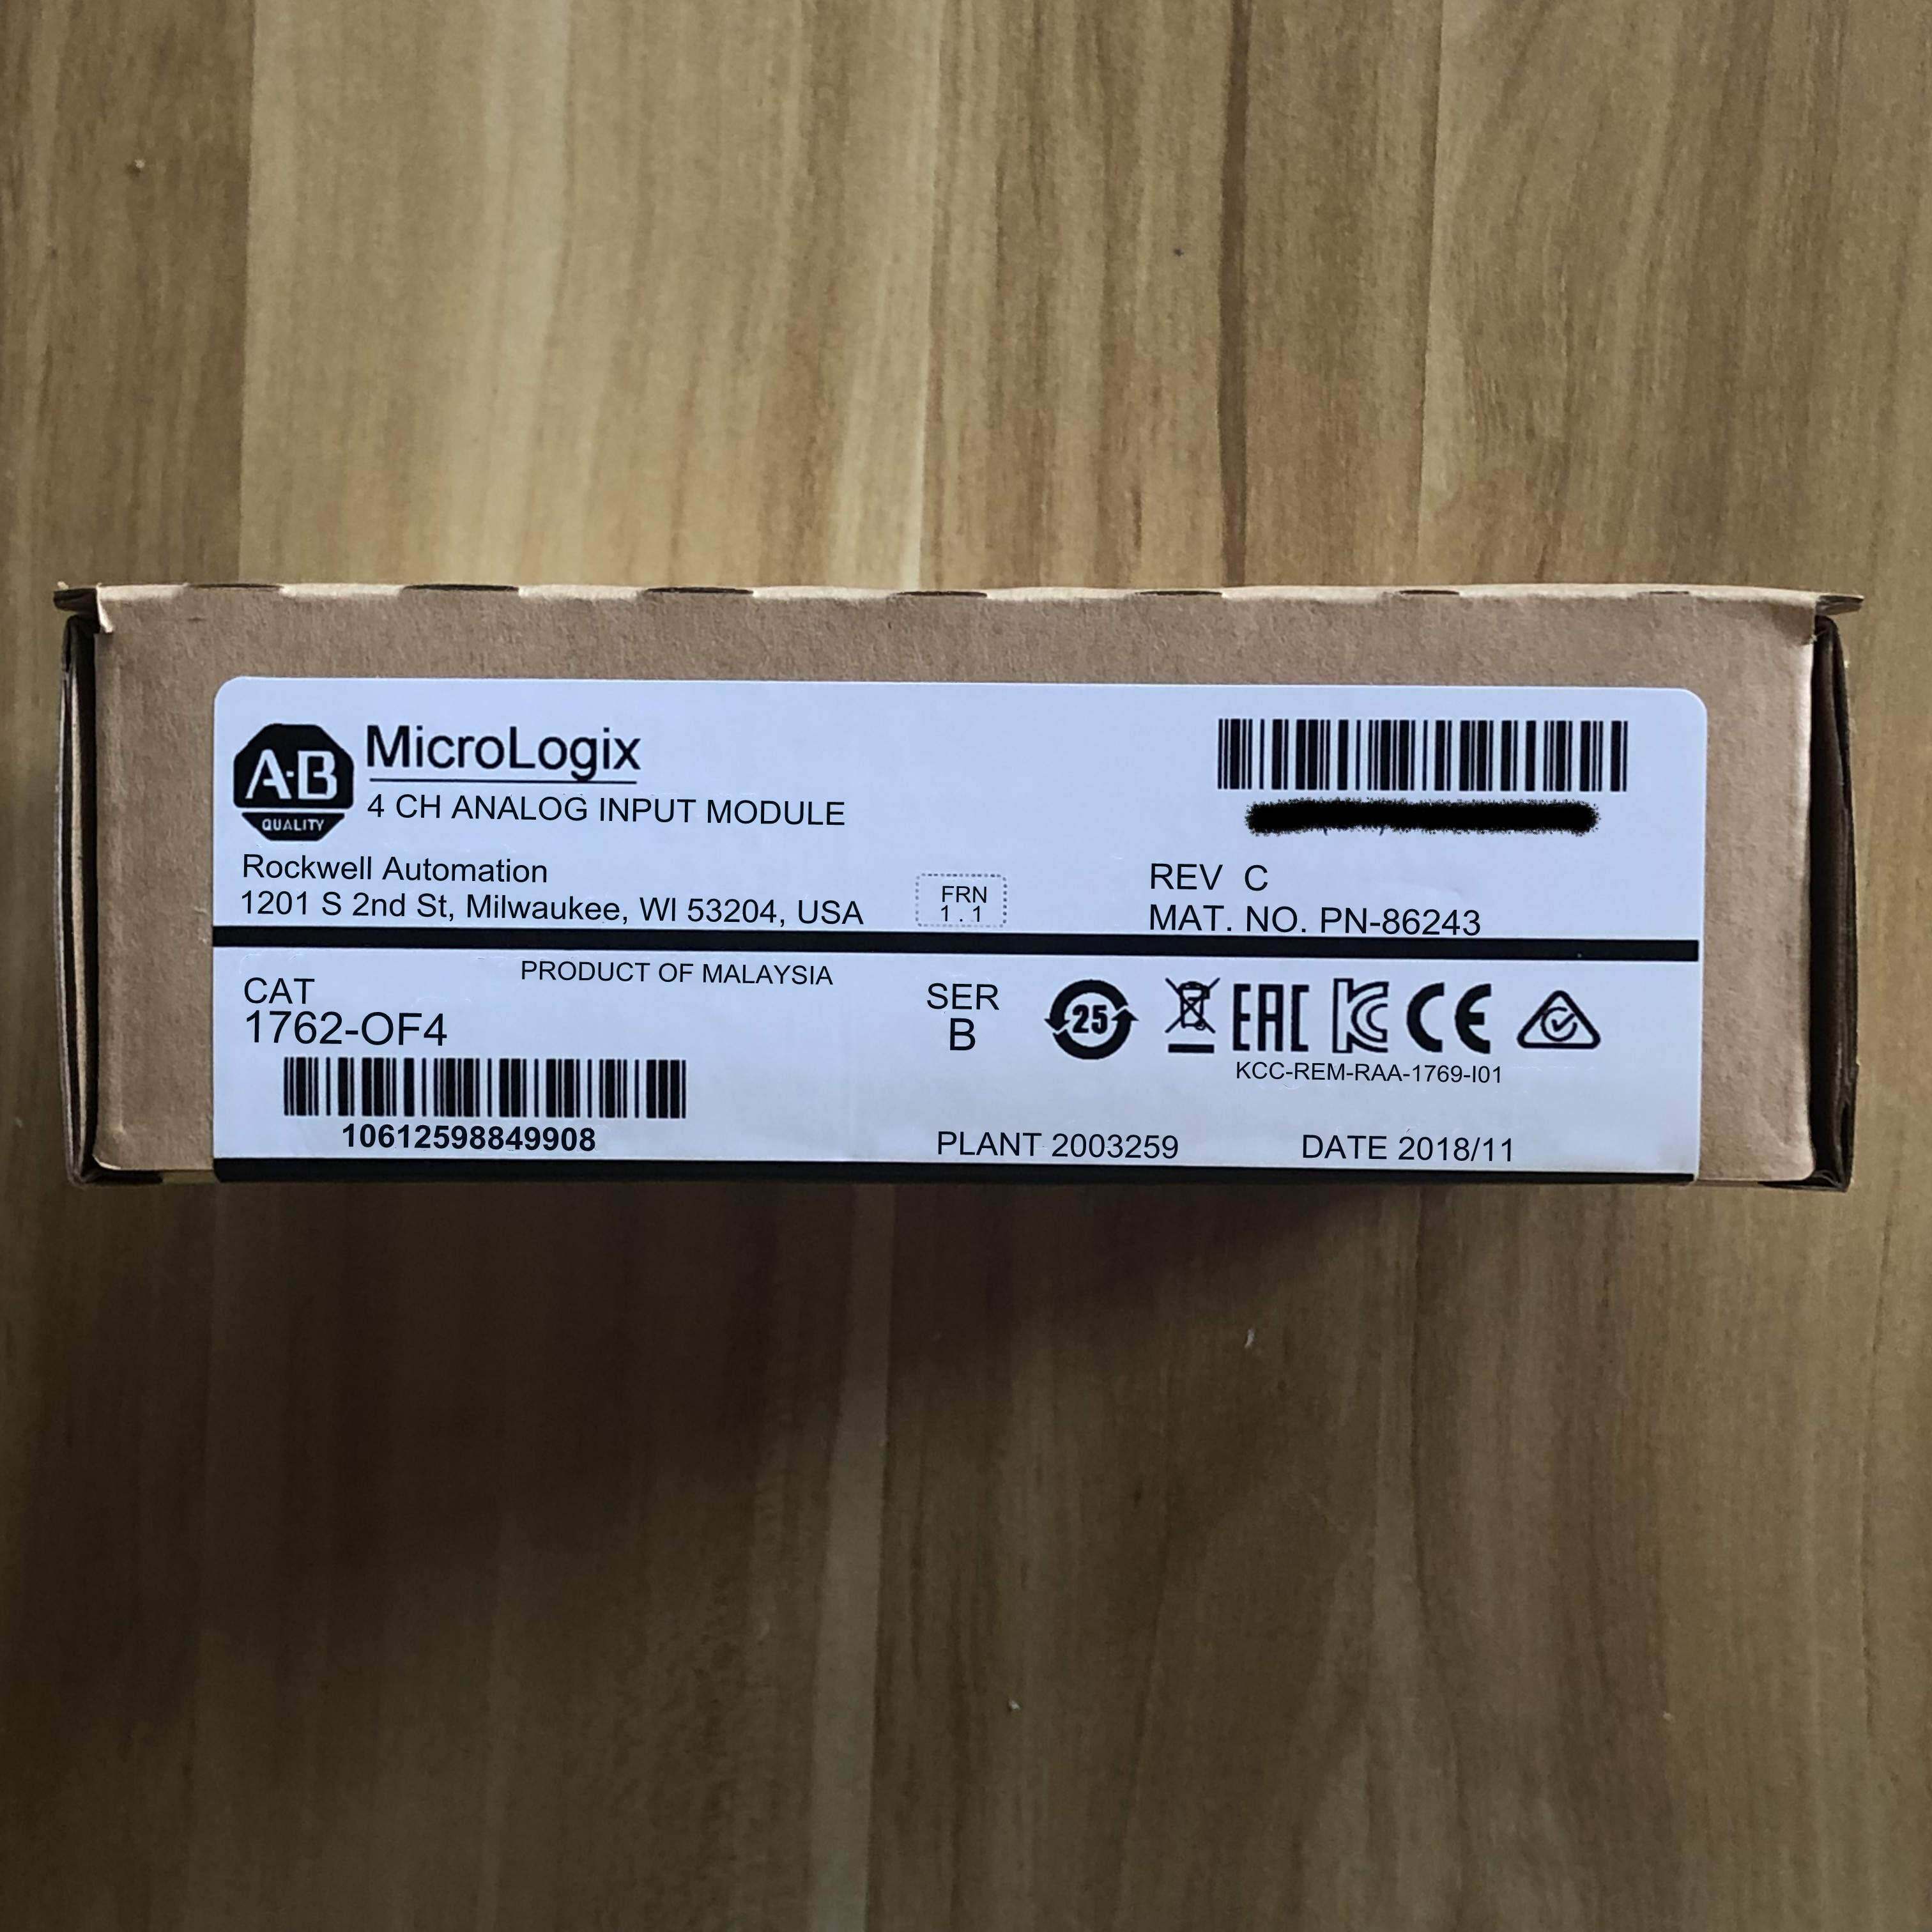 A·B
QUALITY
MicroLogix
4 CH ANALOG INPUT MODULE
Rockwell Automation
1201 S 2nd St, Milwaukee, WI 53204, USA
FRN
1 . 1
REV C
MAT. NO. PN-86243
PRODUCT OF MALAYSIA
CAT
1762-OF4
10612598849908
SER
B
25
EAC
KC
CE
KCC-REM-RAA-1769-I01
PLANT 2003259
DATE 2018/11